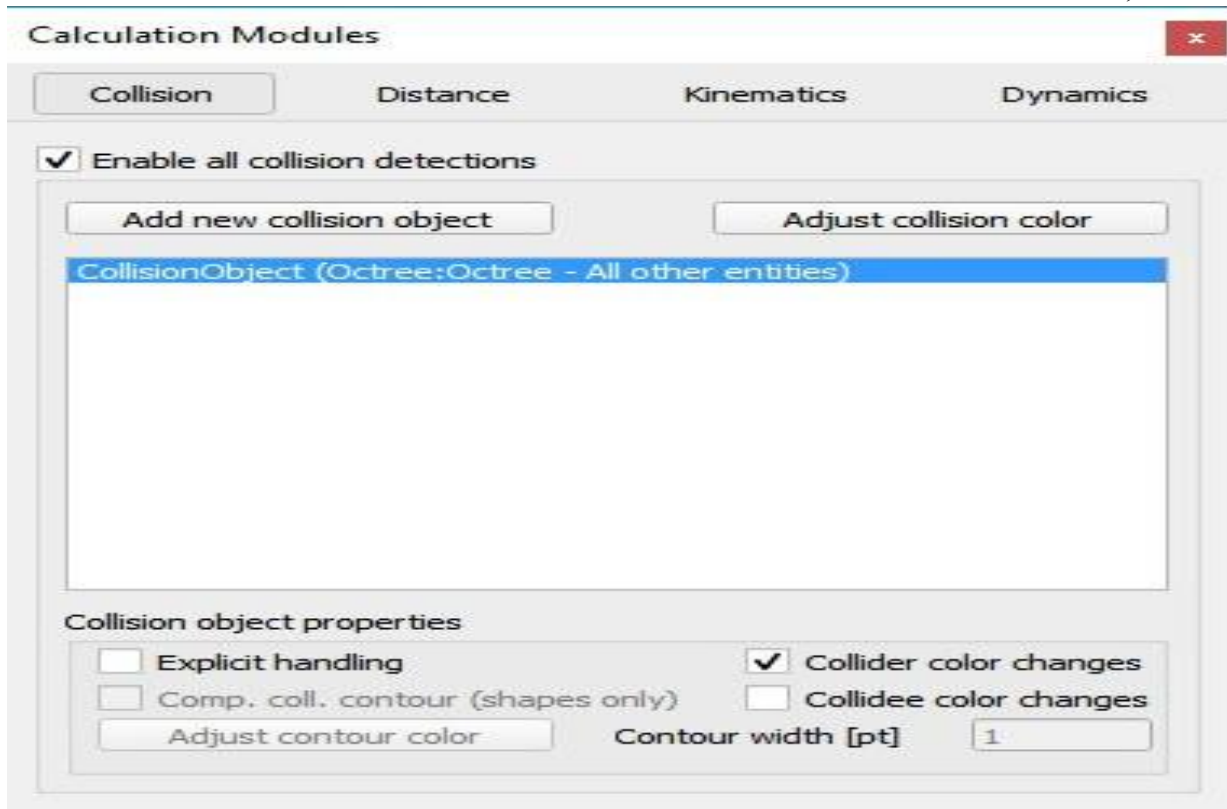 Calculation Modules
Collision Distance Kinematics Dynamics
Enable all collision detections
Add new collision object Adjust collision color
CollisionObject (Octree:Octree - All other entities)
Collision object properties
Explicit handling Collider color changes
Comp. coll. contour (shapes only) Collidee color changes
Adjust contour color Contour width [pt] 1